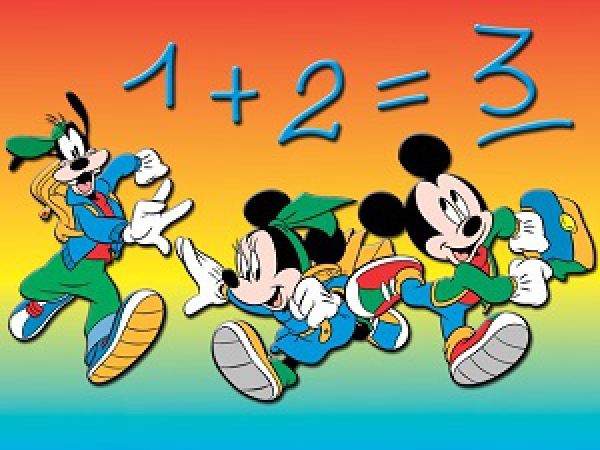 1 + 2 = 3